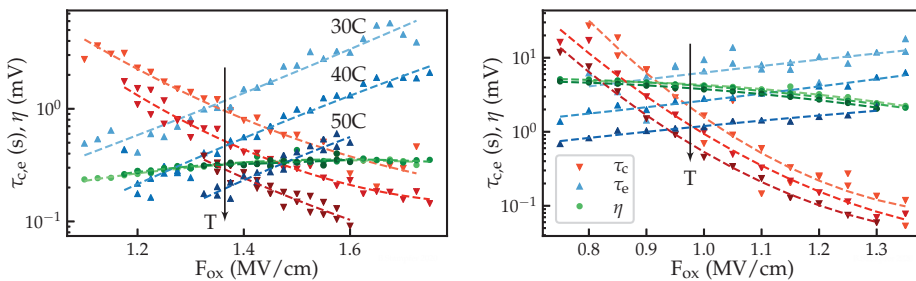 30C
40C
50C
T
10⁰
10⁻¹
τc,e (s), η (mV)
1.2
1.4
1.6
Fox (MV/cm)
10¹
10⁰
10⁻¹
τc,e (s), η (mV)
T
τc
τe
η
0.8
0.9
1.0
1.1
1.2
1.3
Fox (MV/cm)